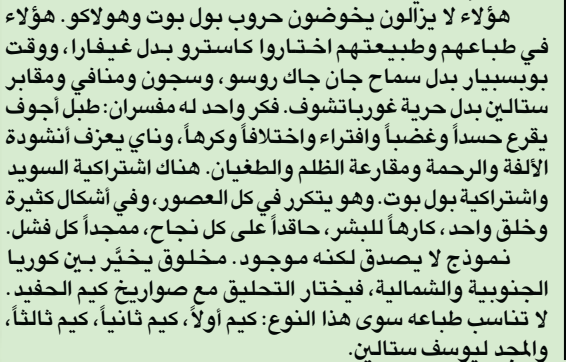 هؤلاء لا يزالون يخوضون حروب بول بوت وهولاكو. هؤلاء
في طباعهم وطبيعتهم اختاروا كاسترو بدل غيفارا، ووقت
بوبسبيار بدل سماح جان جاك روسو، وسجون ومنافي ومقابر
ستالين بدل حرية غورباتشوف. فكر واحد له مفسران: طبل أجوف
يقرع حسداً وغضباً وافتراء واختلافاً وكرهاً، وناي يعزف أنشودة
الألفة والرحمة ومقارعة الظلم والطغيان. هناك اشتراكية السويد
واشتراكية بول بوت. وهو يتكرر في كل العصور، وفي أشكال كثيرة
وخلق واحد، كارهاً للبشر، حاقداً على كل نجاح، ممجداً كل فشل.
نموذج لا يصدق لكنه موجود. مخلوق يخيَّر بين كوريا
الجنوبية والشمالية، فيختار التحليق مع صواريخ كيم الحفيد.
لا تناسب طباعه سوى هذا النوع: كيم أولاً، كيم ثانياً، كيم ثالثاً،
والمجد ليوسف ستالين.